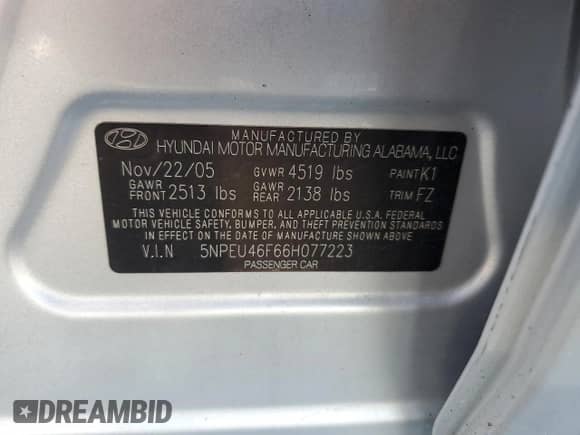 MANUFACTURED BY
HYUNDAI MOTOR MANUFACTURING ALABAMA, LLC
Nov/22/05 GVWR 4519 lbs PAINT K1
GAWR FRONT 2513 lbs GAWR REAR 2138 lbs TRIM FZ
THIS VEHICLE CONFORMS TO ALL APPLICABLE U.S.A. FEDERAL
MOTOR VEHICLE SAFETY, BUMPER, AND THEFT PREVENTION STANDARDS
IN EFFECT ON THE DATE OF MANUFACTURE SHOWN ABOVE
V.I.N 5NPEU46F66H077223
PASSENGER CAR
DREAMBID